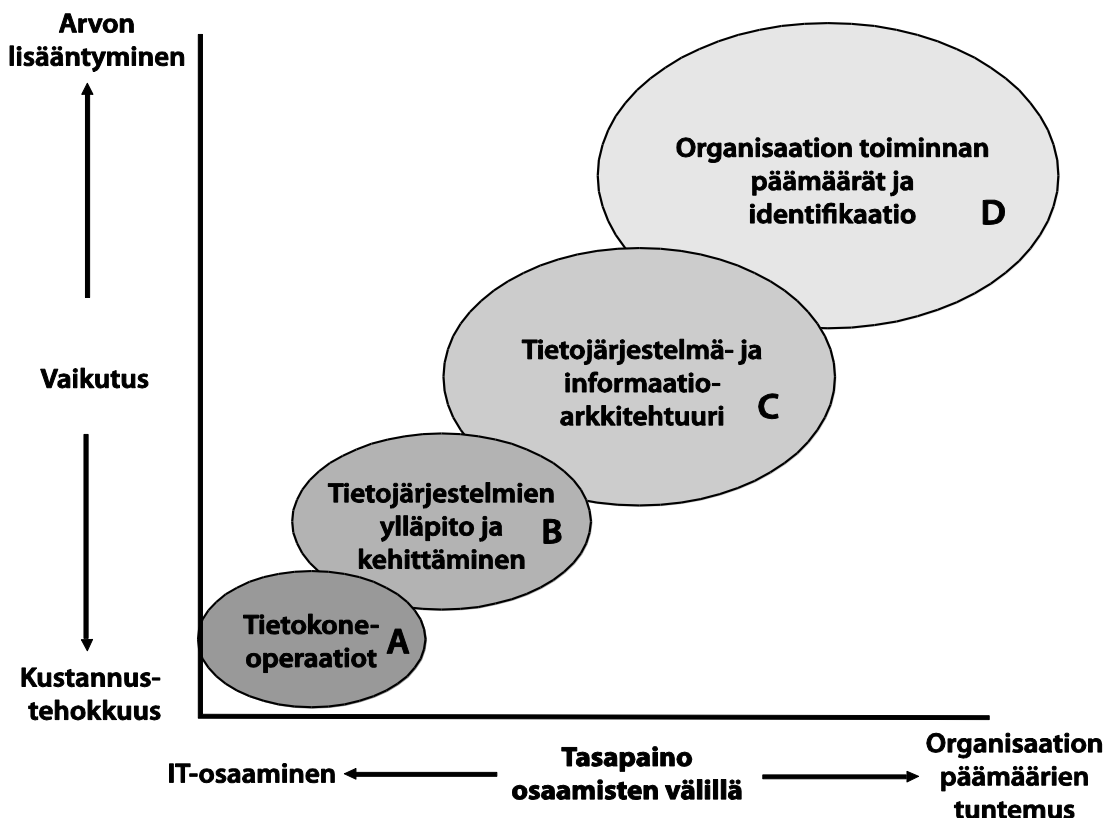 Arvon
lisääntyminen
Organisaation toiminnan
päämäärät ja
identifikaatio
D
Tietojärjestelmä- ja
informaatio-
arkkitehtuuri
C
Vaikutus
Tietojärjestelmien
ylläpito ja
kehittäminen
B
Tietokone-
operaatiot
A
Kustannus-
tehokkuus
IT-osaaminen
Tasapaino
osaamisten välillä
Organisaation
päämäärien
tuntemus